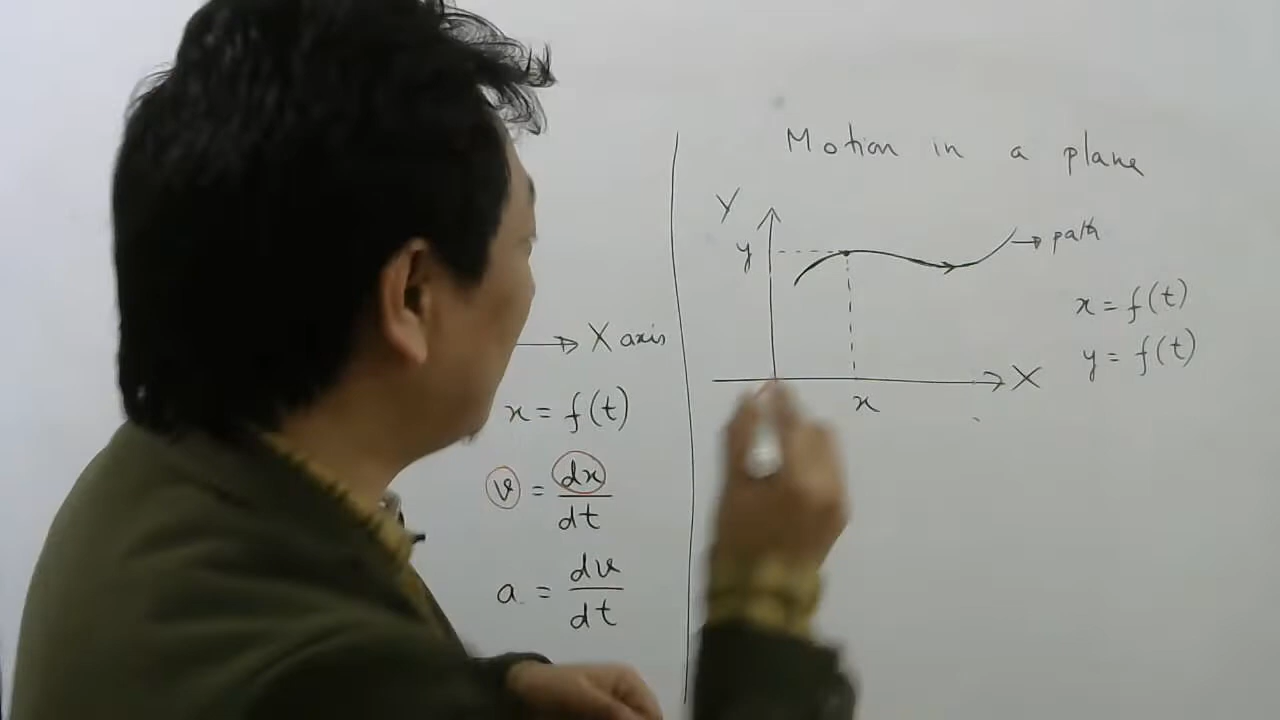 X axis
x = f(t)
v = dx/dt
a = dv/dt
Motion in a plane
Y
y
path
x = f(t)
y = f(t)
X
x